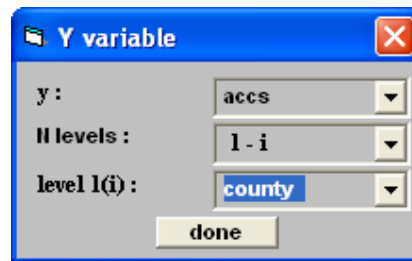 Y variable
y : accs
N levels : 1 - i
level 1(i) : county
done